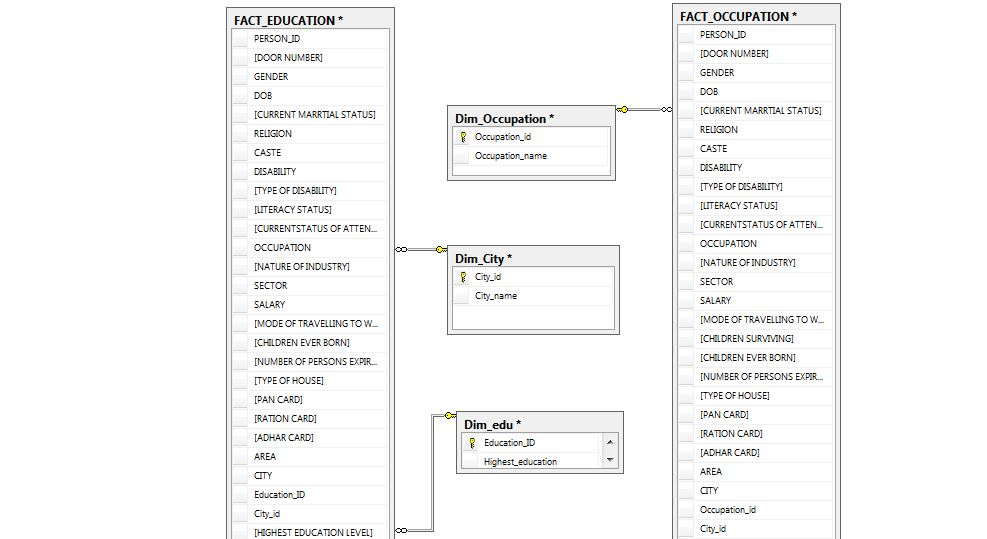 FACT_EDUCATION *
PERSON_ID
[DOOR NUMBER]
GENDER
DOB
[CURRENT MARRTIAL STATUS]
RELIGION
CASTE
DISABILITY
[TYPE OF DISABILITY]
[LITERACY STATUS]
[CURRENTSTATUS OF ATTEN...
OCCUPATION
[NATURE OF INDUSTRY]
SECTOR
SALARY
[MODE OF TRAVELLING TO W...
[CHILDREN EVER BORN]
[NUMBER OF PERSONS EXPIR...
[TYPE OF HOUSE]
[PAN CARD]
[RATION CARD]
[ADHAR CARD]
AREA
CITY
Education_ID
City_id
[HIGHEST EDUCATION LEVEL]
Dim_Occupation *
Occupation_id
Occupation_name
Dim_City *
City_id
City_name
Dim_edu *
Education_ID
Highest_education
FACT_OCCUPATION *
PERSON_ID
[DOOR NUMBER]
GENDER
DOB
[CURRENT MARRTIAL STATUS]
RELIGION
CASTE
DISABILITY
[TYPE OF DISABILITY]
[LITERACY STATUS]
[CURRENTSTATUS OF ATTEN...
OCCUPATION
[NATURE OF INDUSTRY]
SECTOR
SALARY
[MODE OF TRAVELLING TO W...
[CHILDREN SURVIVING]
[CHILDREN EVER BORN]
[NUMBER OF PERSONS EXPIR...
[TYPE OF HOUSE]
[PAN CARD]
[RATION CARD]
[ADHAR CARD]
AREA
CITY
Occupation_id
City_id